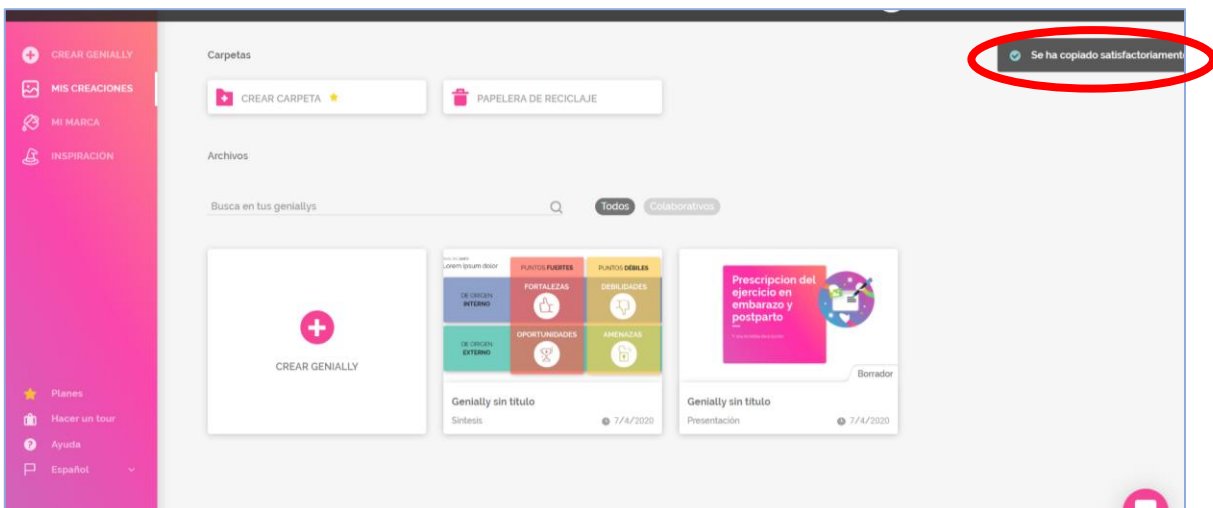 CREAR GENIALLY
MIS CREACIONES
MI MARCA
INSPIRACIÓN
Planes
Hacer un tour
Ayuda
Español
Carpetas
Se ha copiado satisfactoriamente
CREAR CARPETA
PAPELERA DE RECICLAJE
Archivos
Busca en tus geniallys
Todos
Colaborativos
CREAR GENIALLY
Lorem ipsum dolor
PUNTOS FUERTES
PUNTOS DÉBILES
DE ORIGEN
INTERNO
FORTALEZAS
DEBILIDADES
DE ORIGEN
EXTERNO
OPORTUNIDADES
AMENAZAS
Genially sin título
Síntesis
7/4/2020
Prescripcion del
ejercicio en
embarazo y
postparto
Borrador
Genially sin título
Presentación
7/4/2020